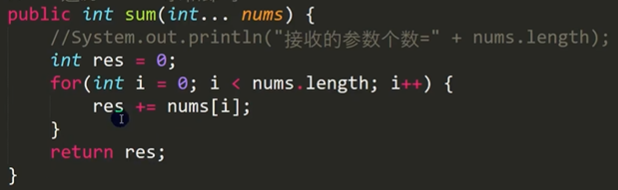 public int sum(int... nums) {
//System.out.println("接收的参数个数=" + nums.length);
int res = 0;
for(int i = 0; i < nums.length; i++) {
res += nums[i];
}
return res;
}